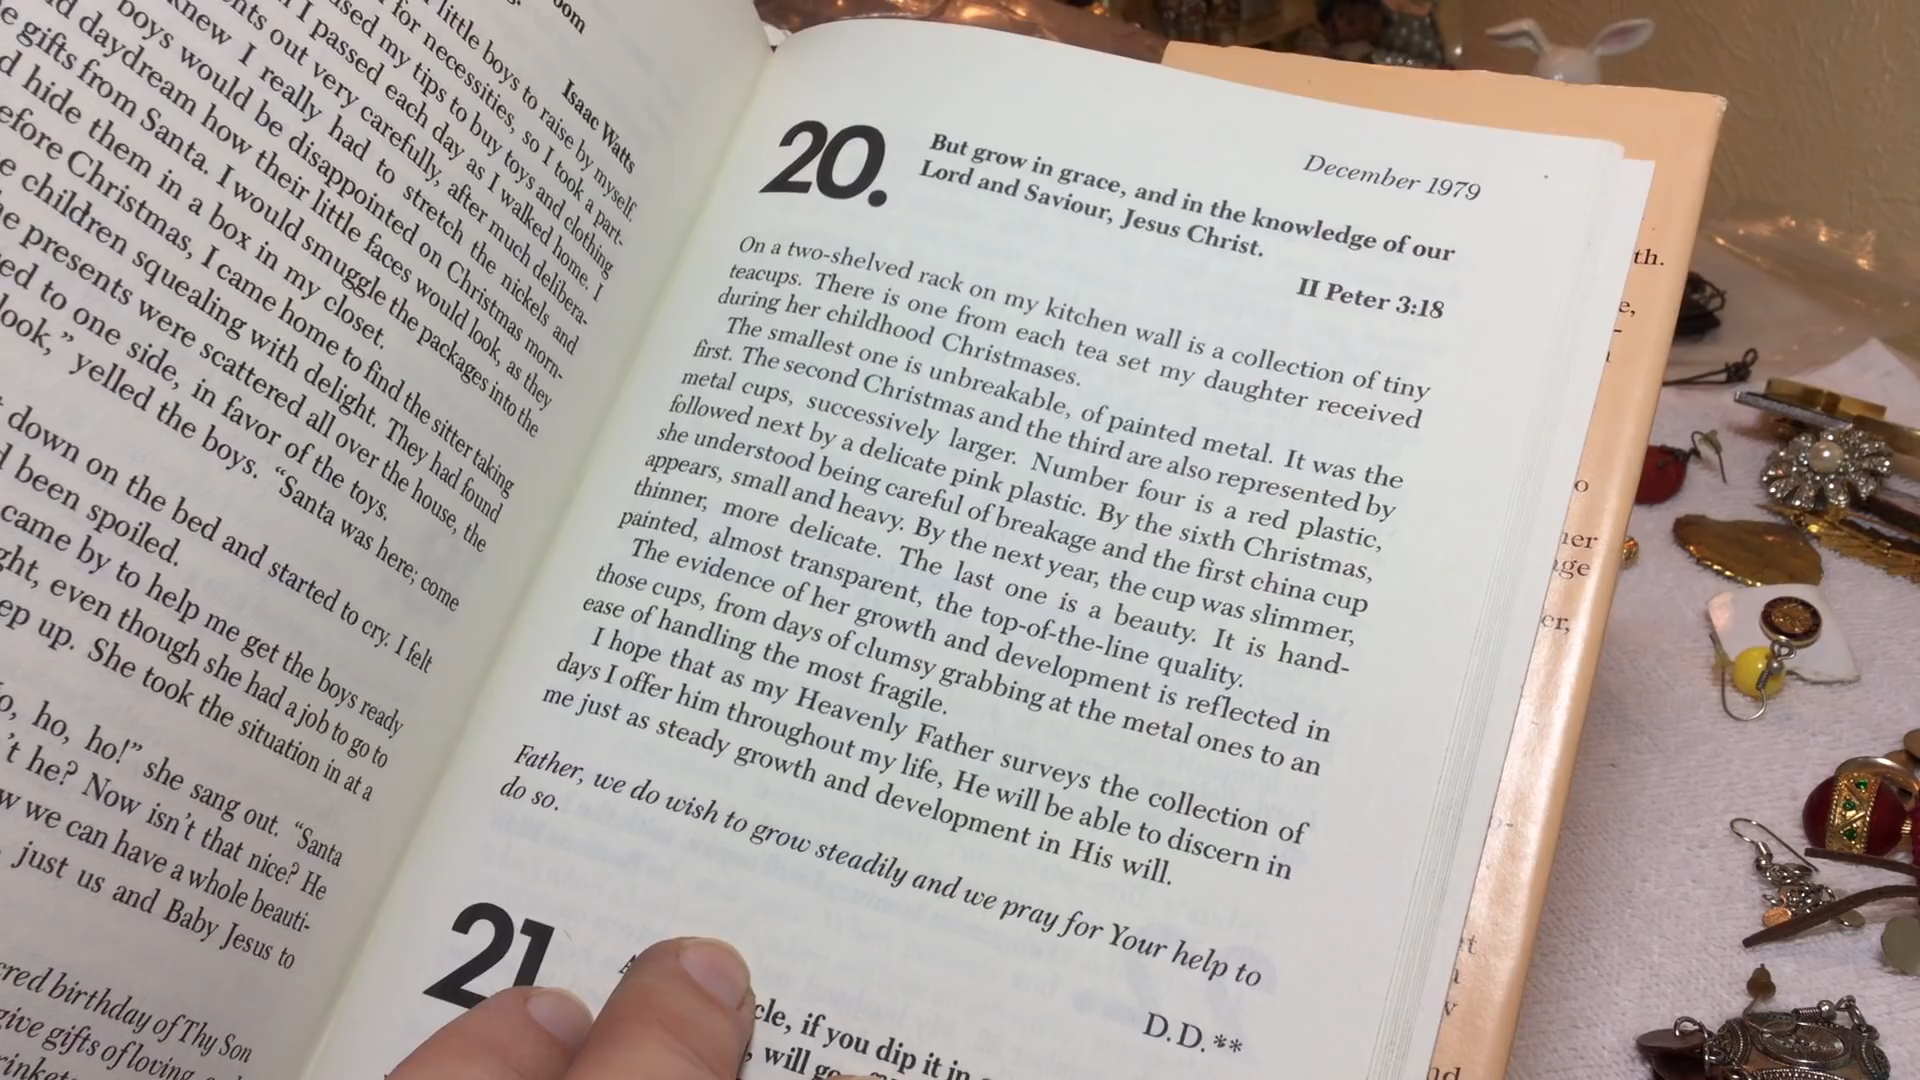 oom
Isaac Watts
little boys to raise by myself.
for necessities, so I took a part-
used my tips to buy toys and clothing
I passed each day as I walked home. I
nts out very carefully, after much delibera-
knew I really had to stretch the nickels and
boys would be disappointed on Christmas morn-
d daydream how their little faces would look, as they
e gifts from Santa. I would smuggle the packages into the
d hide them in a box in my closet.
efore Christmas, I came home to find the sitter taking
e children squealing with delight. They had found
he presents were scattered all over the house, the
ed to one side, in favor of the toys.
look,” yelled the boys. “Santa was here; come
down on the bed and started to cry. I felt
d been spoiled.
came by to help me get the boys ready
ght, even though she had a job to go to
ep up. She took the situation in at a
o, ho, ho!” she sang out. “Santa
’t he? Now isn’t that nice? He
w we can have a whole beauti-
just us and Baby Jesus to
cred birthday of Thy Son
give gifts of loving
December 1979
20.
But grow in grace, and in the knowledge of our
Lord and Saviour, Jesus Christ.
II Peter 3:18
On a two-shelved rack on my kitchen wall is a collection of tiny
teacups. There is one from each tea set my daughter received
during her childhood Christmases.
The smallest one is unbreakable, of painted metal. It was the
first. The second Christmas and the third are also represented by
metal cups, successively larger. Number four is a red plastic,
followed next by a delicate pink plastic. By the sixth Christmas,
she understood being careful of breakage and the first china cup
appears, small and heavy. By the next year, the cup was slimmer,
thinner, more delicate. The last one is a beauty. It is hand-
painted, almost transparent, the top-of-the-line quality.
The evidence of her growth and development is reflected in
those cups, from days of clumsy grabbing at the metal ones to an
ease of handling the most fragile.
I hope that as my Heavenly Father surveys the collection of
days I offer him throughout my life, He will be able to discern in
me just as steady growth and development in His will.
Father, we do wish to grow steadily and we pray for Your help to
do so.
D.D.**
21
cle, if you dip it in
, will go
th.
e,
o
her
nge
er,